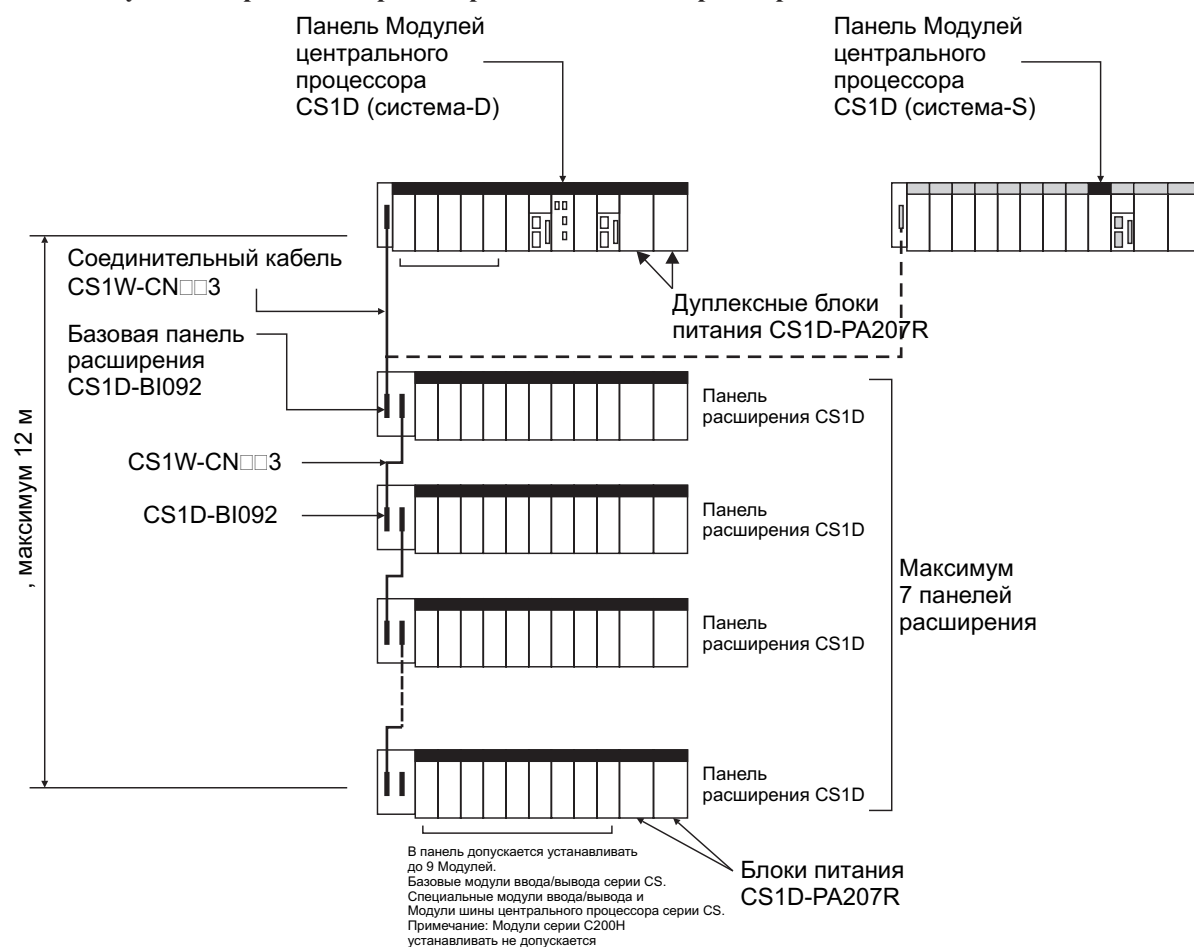 Панель Модулей
центрального
процессора
CS1D (система-D)
Панель Модулей
центрального
процессора
CS1D (система-S)
Соединительный кабель
CS1W-CN□□3
Дуплексные блоки
питания CS1D-PA207R
Базовая панель
расширения
CS1D-BI092
Панель
расширения CS1D
, максимум 12 м
CS1W-CN□□3
CS1D-BI092
Панель
расширения CS1D
Максимум
7 панелей
расширения
Панель
расширения CS1D
Панель
расширения CS1D
В панель допускается устанавливать
до 9 Модулей.
Базовые модули ввода/вывода серии CS.
Специальные модули ввода/вывода и
Модули шины центрального процессора серии CS.
Примечание: Модули серии C200H
устанавливать не допускается
Блоки питания
CS1D-PA207R